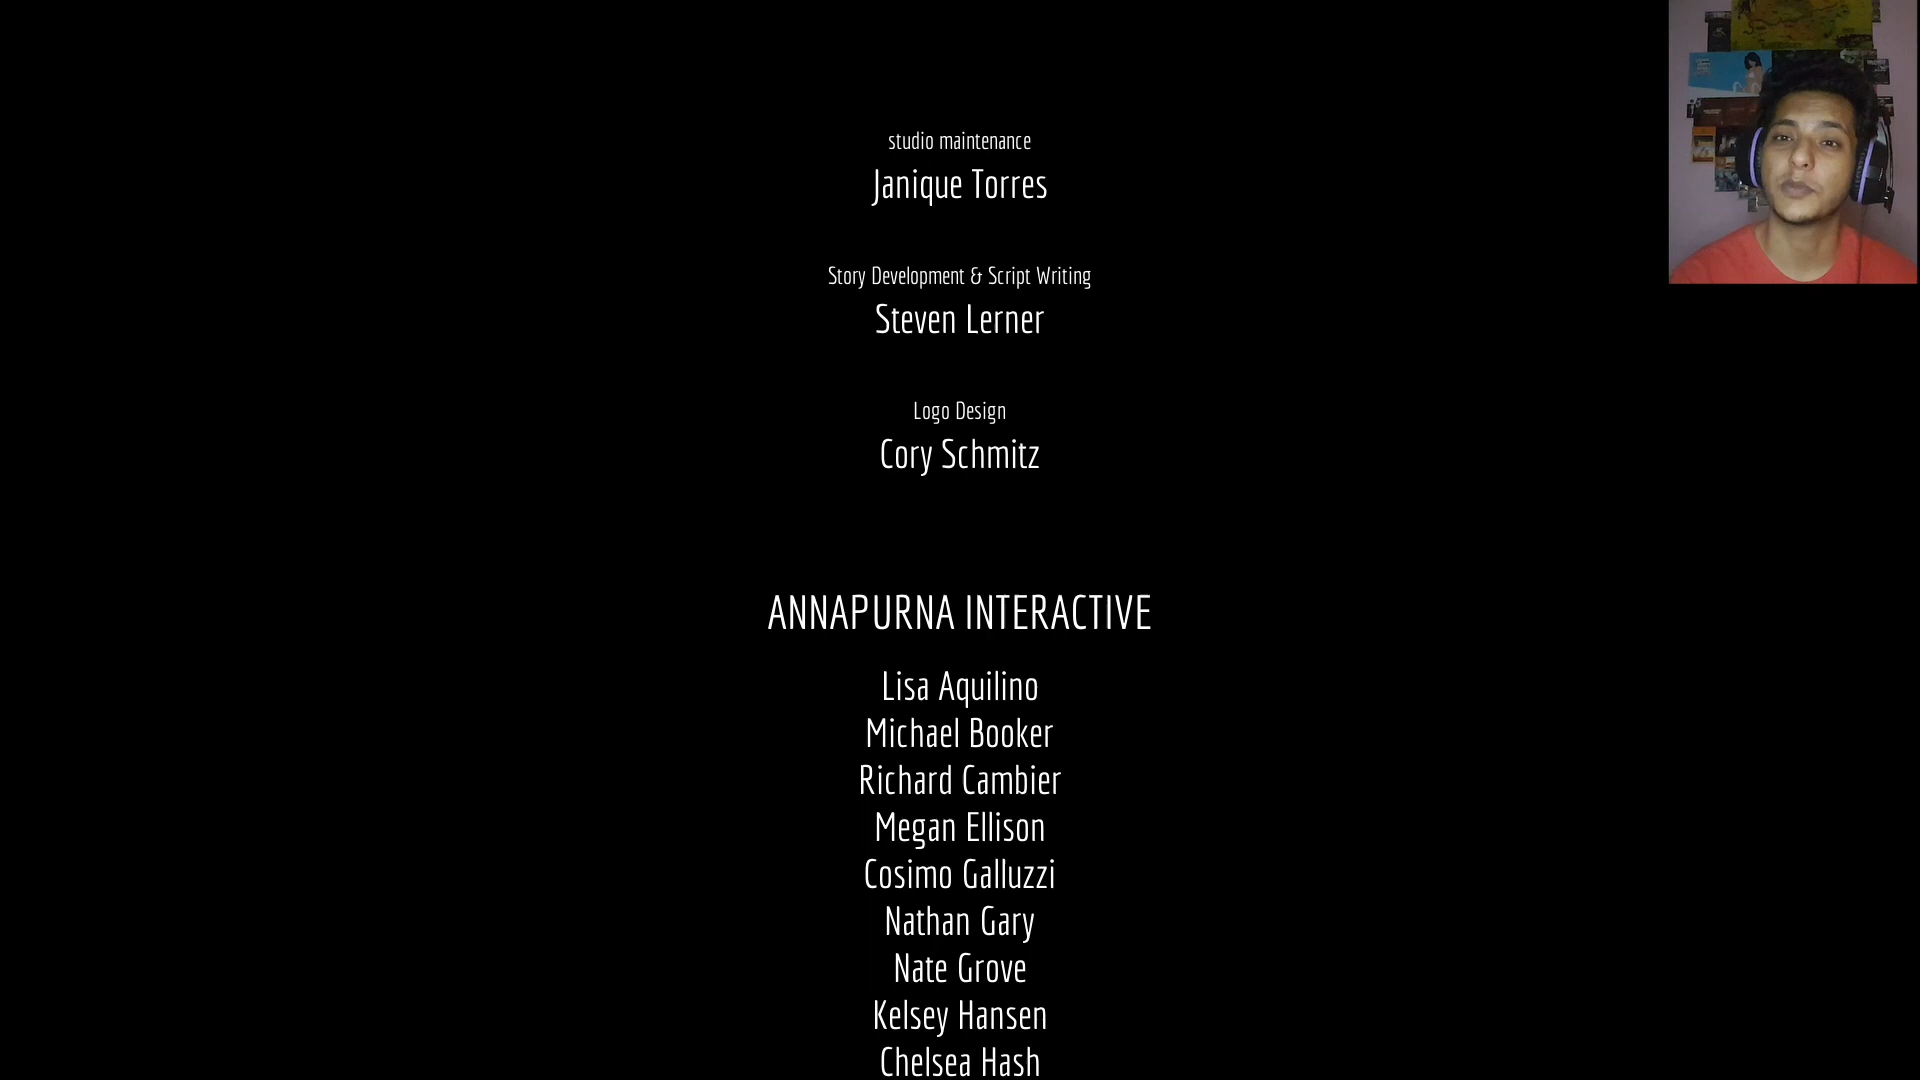 studio maintenance
Janique Torres
Story Development & Script Writing
Steven Lerner
Logo Design
Cory Schmitz
ANNAPURNA INTERACTIVE
Lisa Aquilino
Michael Booker
Richard Cambier
Megan Ellison
Cosimo Galluzzi
Nathan Gary
Nate Grove
Kelsey Hansen
Chelsea Hash